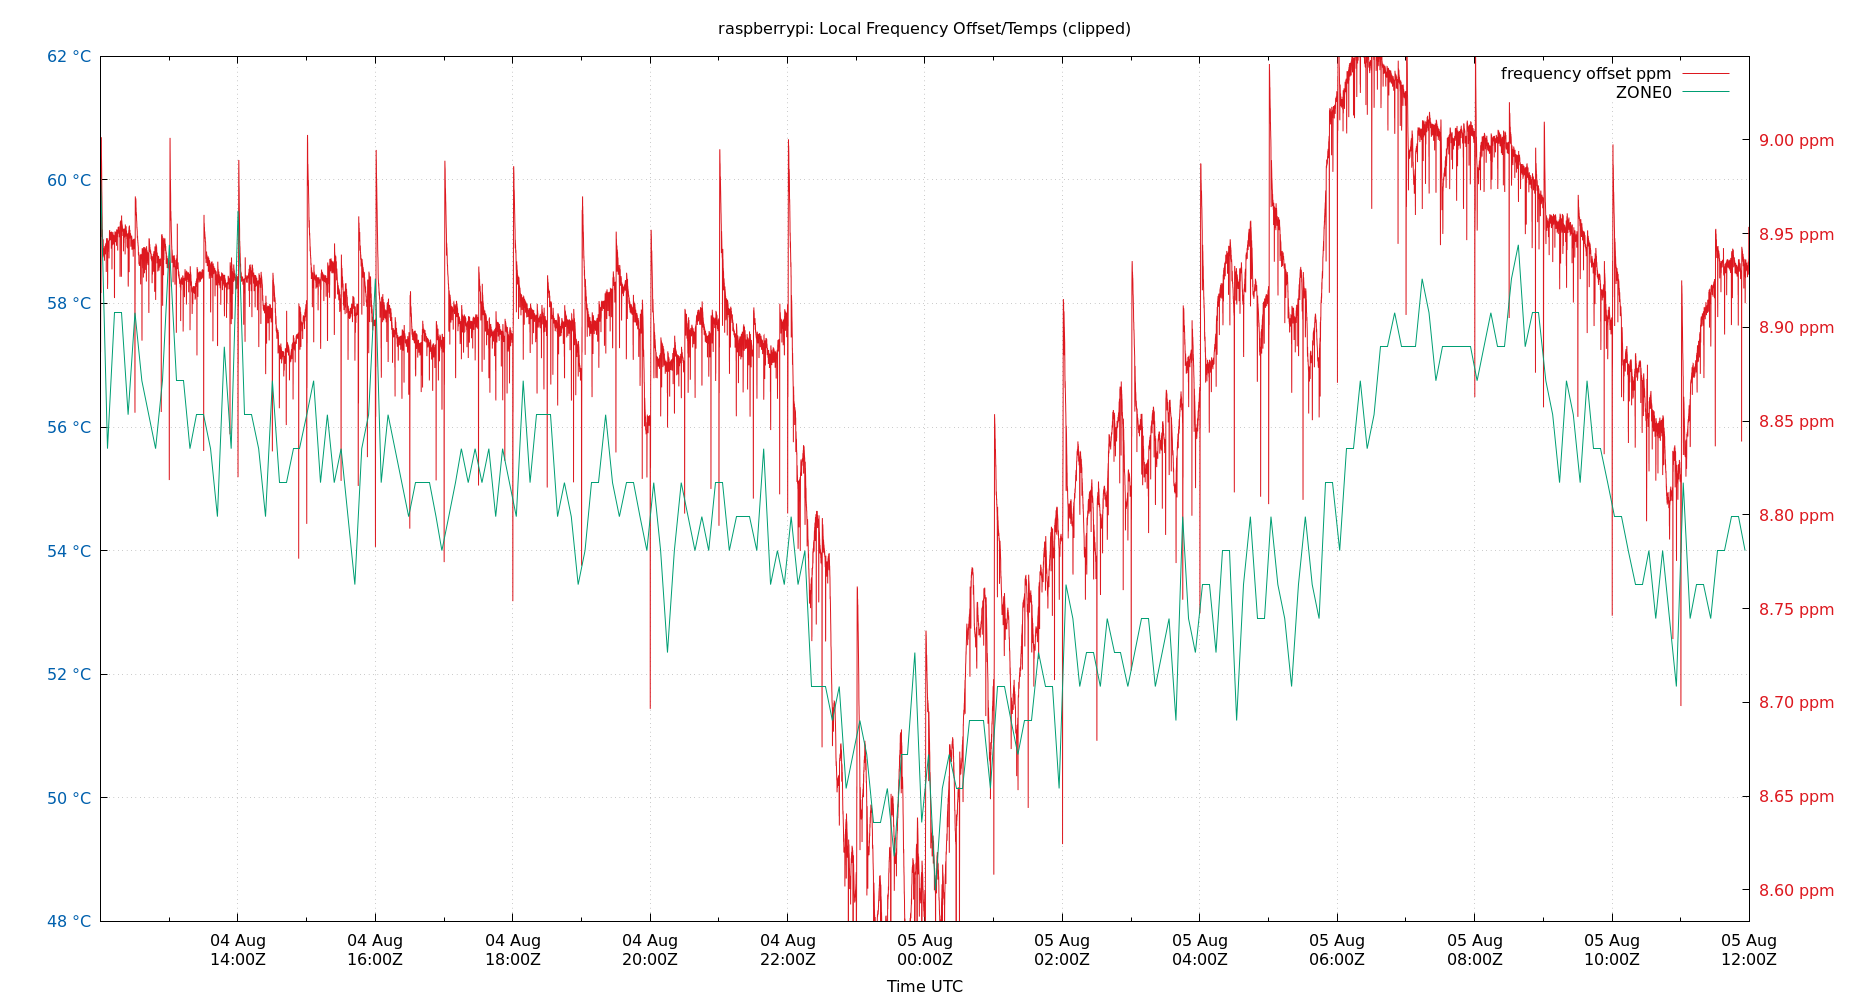 raspberrypi: Local Frequency Offset/Temps (clipped)
frequency offset ppm
ZONE0
62 °C
60 °C
58 °C
56 °C
54 °C
52 °C
50 °C
48 °C
9.00 ppm
8.95 ppm
8.90 ppm
8.85 ppm
8.80 ppm
8.75 ppm
8.70 ppm
8.65 ppm
8.60 ppm
04 Aug
14:00Z
04 Aug
16:00Z
04 Aug
18:00Z
04 Aug
20:00Z
04 Aug
22:00Z
05 Aug
00:00Z
05 Aug
02:00Z
05 Aug
04:00Z
05 Aug
06:00Z
05 Aug
08:00Z
05 Aug
10:00Z
05 Aug
12:00Z
Time UTC